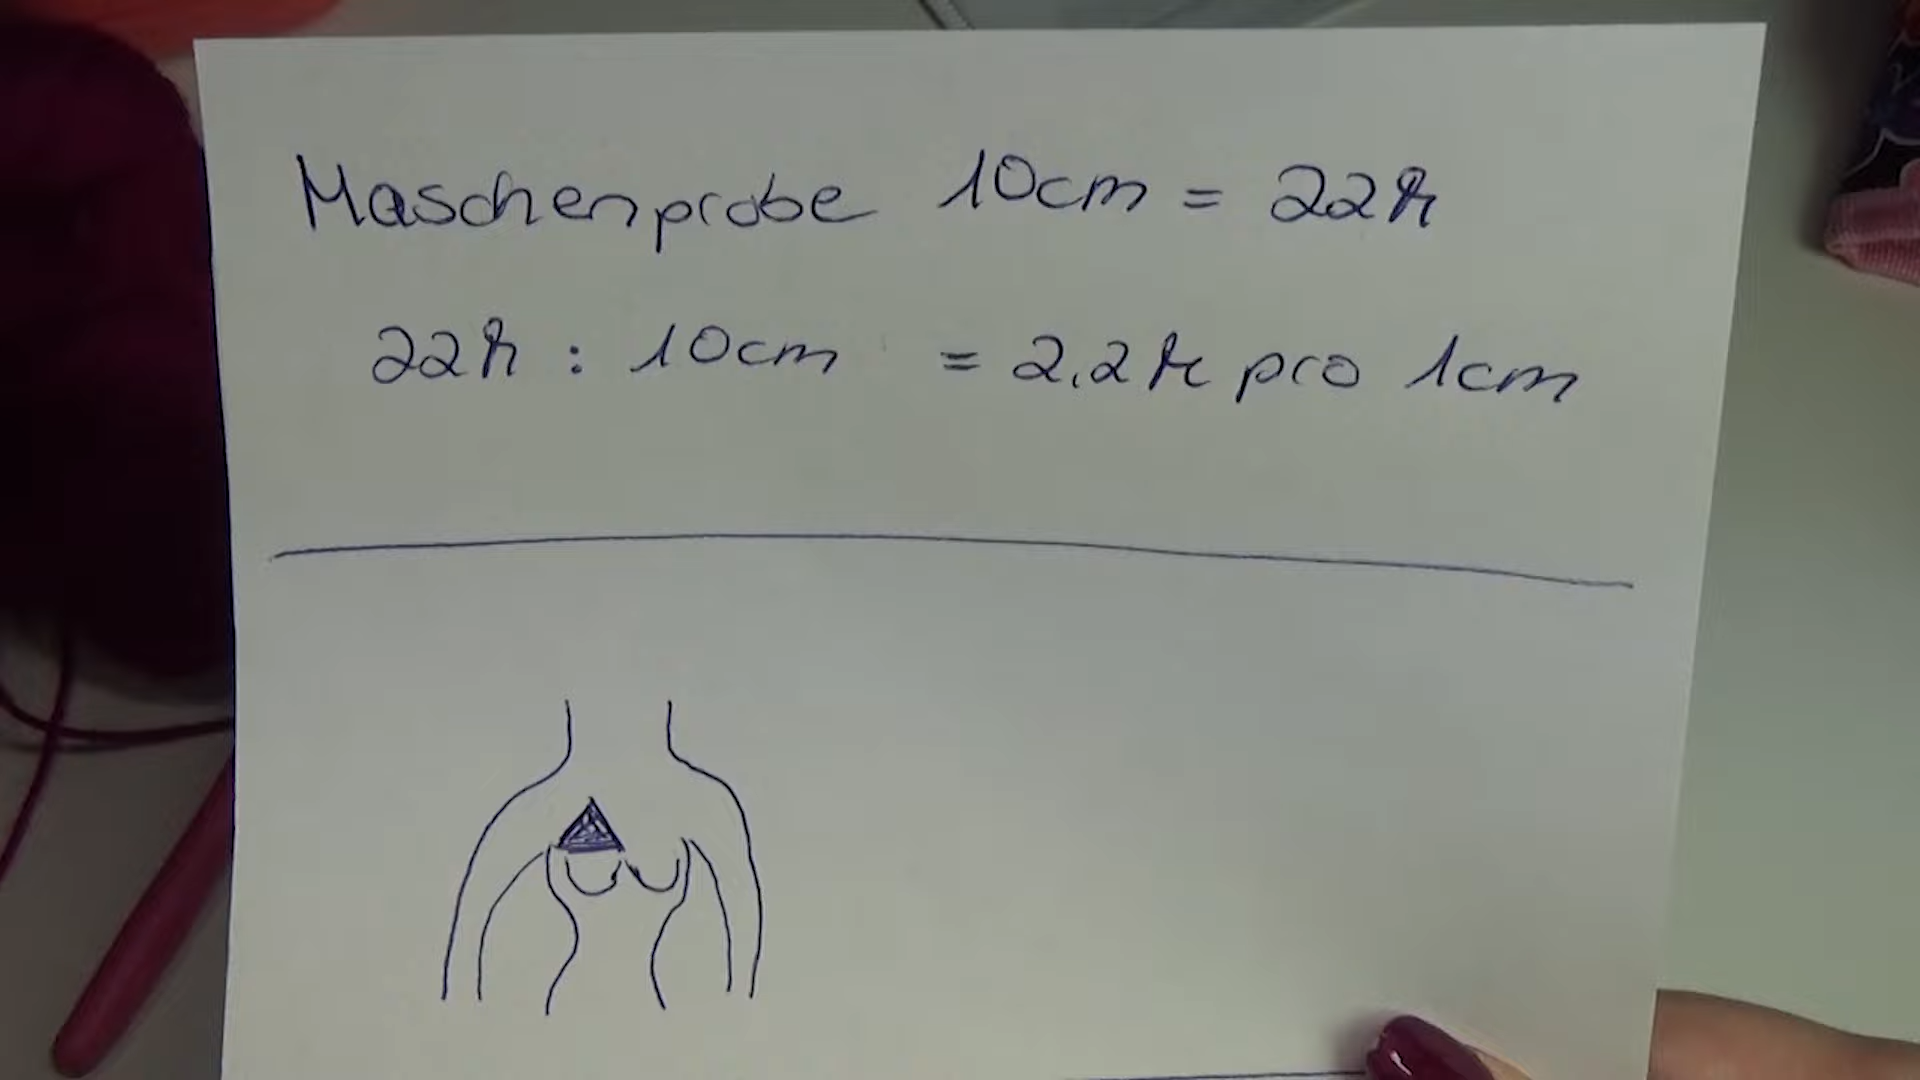 Maschenprobe 10cm = 22R
22R : 10cm = 2.2R pro 1cm